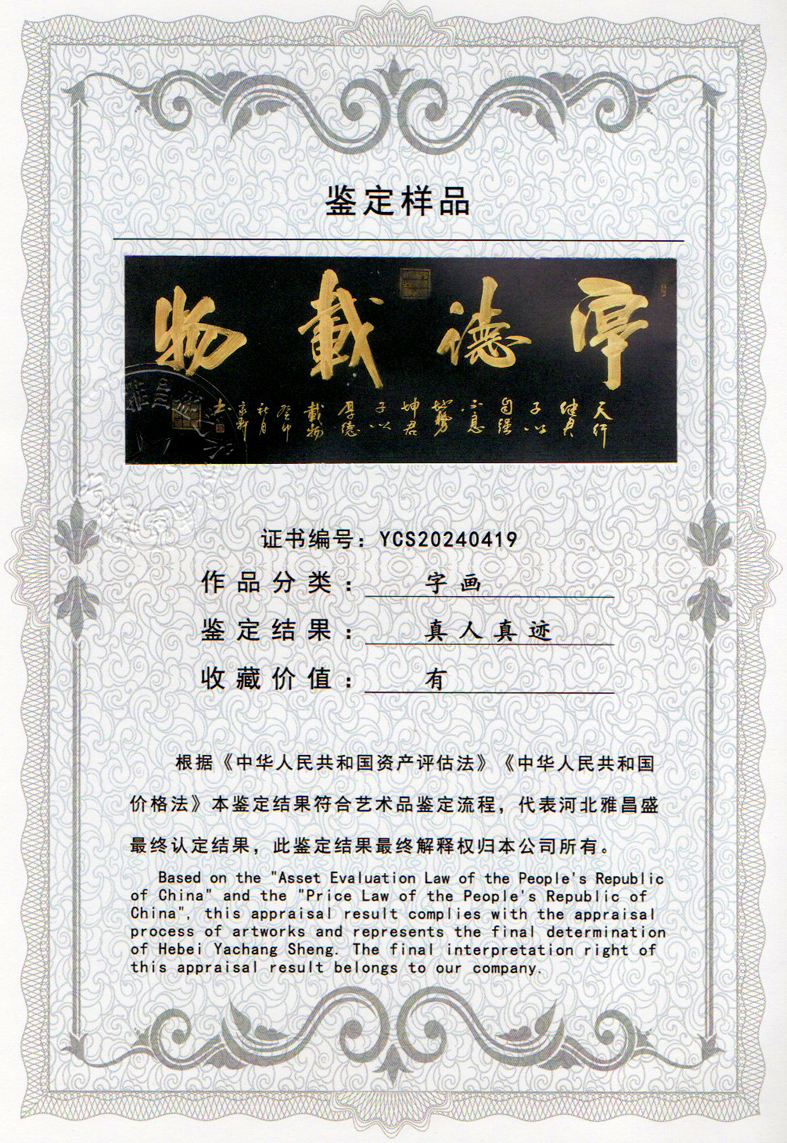 鉴定样品
厚德載物
天行
健君
子以
自强
不息
地势
坤君
子以
厚德
載物
癸卯
秋月
证书编号：YCS20240419
作品分类：字画
鉴定结果：真人真迹
收藏价值：有
根据《中华人民共和国资产评估法》《中华人民共和国
价格法》本鉴定结果符合艺术品鉴定流程，代表河北雅昌盛
最终认定结果，此鉴定结果最终解释权归本公司所有。
Based on the "Asset Evaluation Law of the People's Republic
of China" and the "Price Law of the People's Republic of
China", this appraisal result complies with the appraisal
process of artworks and represents the final determination
of Hebei Yachang Sheng. The final interpretation right of
this appraisal result belongs to our company.